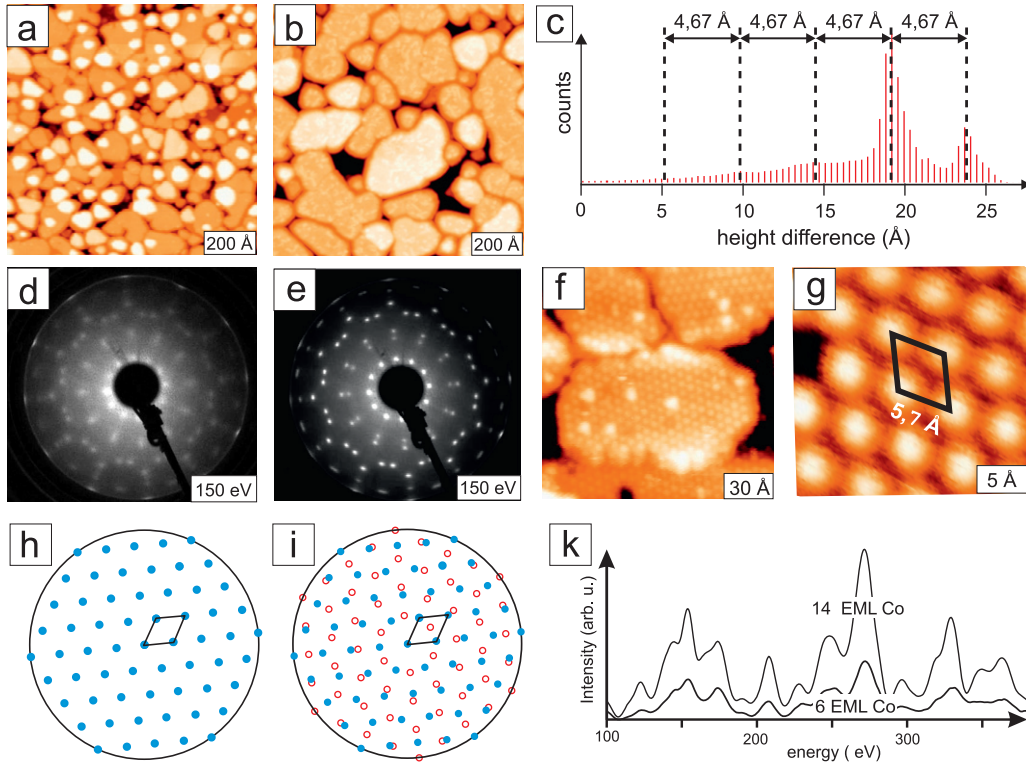 a
200 Å
b
200 Å
c
4,67 Å 4,67 Å 4,67 Å 4,67 Å
counts
0 5 10 15 20 25
height difference (Å)
d
150 eV
e
150 eV
f
30 Å
g
5,7 Å
5 Å
h
i
k
Intensity (arb. u.)
14 EML Co
6 EML Co
100 200 300
energy ( eV)